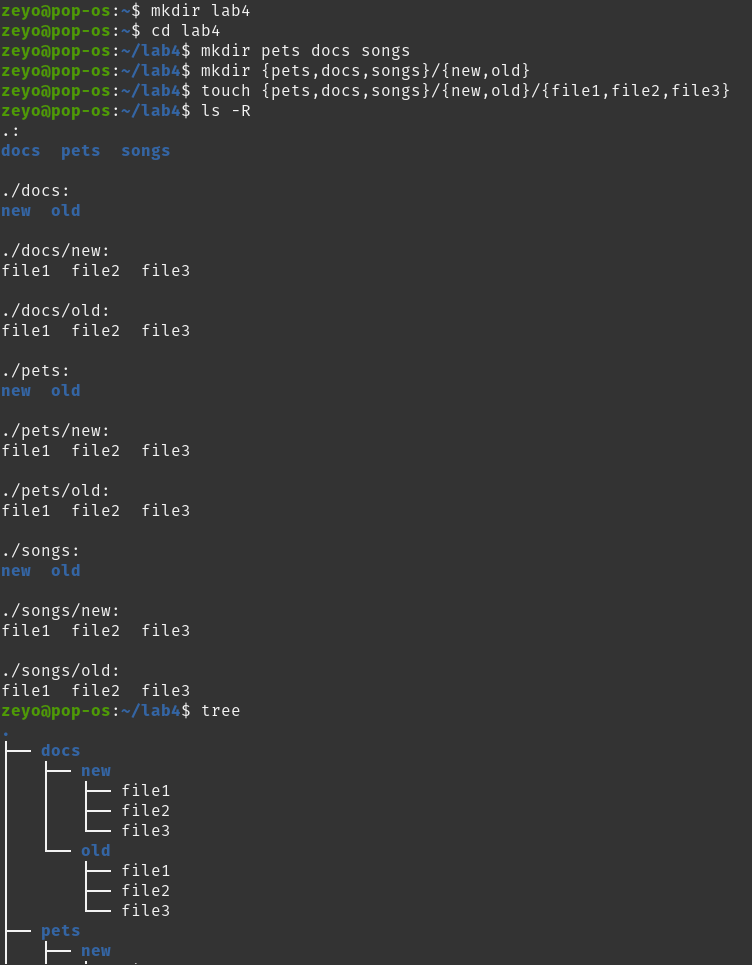 zeyo@pop-os:~$ mkdir lab4
zeyo@pop-os:~$ cd lab4
zeyo@pop-os:~/lab4$ mkdir pets docs songs
zeyo@pop-os:~/lab4$ mkdir {pets,docs,songs}/{new,old}
zeyo@pop-os:~/lab4$ touch {pets,docs,songs}/{new,old}/{file1,file2,file3}
zeyo@pop-os:~/lab4$ ls -R
.:
docs  pets  songs

./docs:
new  old

./docs/new:
file1  file2  file3

./docs/old:
file1  file2  file3

./pets:
new  old

./pets/new:
file1  file2  file3

./pets/old:
file1  file2  file3

./songs:
new  old

./songs/new:
file1  file2  file3

./songs/old:
file1  file2  file3
zeyo@pop-os:~/lab4$ tree
.
├── docs
│   ├── new
│   │   ├── file1
│   │   ├── file2
│   │   └── file3
│   └── old
│       ├── file1
│       ├── file2
│       └── file3
├── pets
│   ├── new